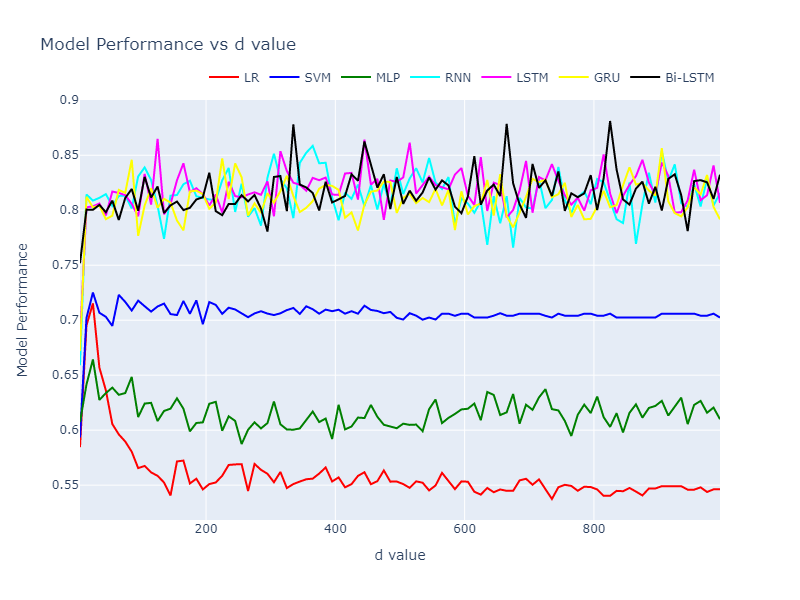 Model Performance vs d value
LR SVM MLP RNN LSTM GRU Bi-LSTM
0.9
0.85
0.8
0.75
0.7
0.65
0.6
0.55
Model Performance
200 400 600 800
d value